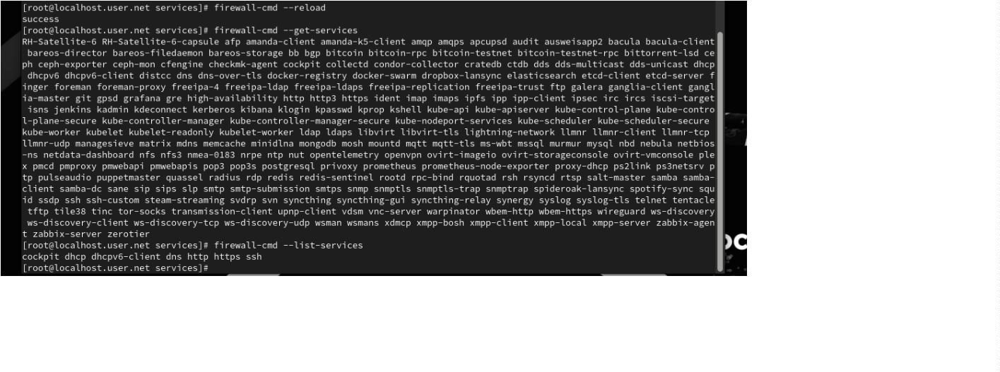 [root@localhost.user.net services]# firewall-cmd --reload
success
[root@localhost.user.net services]# firewall-cmd --get-services
RH-Satellite-6 RH-Satellite-6-capsule afp amanda-client amanda-k5-client amqp amqps apcupsd audit ausweisapp2 bacula bacula-client
 bareos-director bareos-filedaemon bareos-storage bb bgp bitcoin bitcoin-rpc bitcoin-testnet bitcoin-testnet-rpc bittorrent-lsd ce
ph ceph-exporter ceph-mon cfengine checkmk-agent cockpit collectd condor-collector cratedb ctdb dds dds-multicast dds-unicast dhcp
 dhcpv6 dhcpv6-client distcc dns dns-over-tls docker-registry docker-swarm dropbox-lansync elasticsearch etcd-client etcd-server f
inger foreman foreman-proxy freeipa-4 freeipa-ldap freeipa-ldaps freeipa-replication freeipa-trust ftp galera ganglia-client gangl
ia-master git gpsd grafana gre high-availability http http3 https ident imap imaps ipfs ipp ipp-client ipsec irc ircs iscsi-target
 isns jenkins kadmin kdeconnect kerberos kibana klogin kpasswd kprop kshell kube-api kube-apiserver kube-control-plane kube-contro
l-plane-secure kube-controller-manager kube-controller-manager-secure kube-nodeport-services kube-scheduler kube-scheduler-secure
kube-worker kubelet kubelet-readonly kubelet-worker ldap ldaps libvirt libvirt-tls lightning-network llmnr llmnr-client llmnr-tcp
llmnr-udp managesieve matrix mdns memcache minidlna mongodb mosh mountd mqtt mqtt-tls ms-wbt mssql murmur mysql nbd nebula netbios
-ns netdata-dashboard nfs nfs3 nmea-0183 nrpe ntp nut opentelemetry openvpn ovirt-imageio ovirt-storageconsole ovirt-vmconsole ple
x pmcd pmproxy pmwebapi pmwebapis pop3 pop3s postgresql privoxy prometheus prometheus-node-exporter proxy-dhcp ps2link ps3netsrv p
tp pulseaudio puppetmaster quassel radius rdp redis redis-sentinel rootd rpc-bind rquotad rsh rsyncd rtsp salt-master samba samba-
client samba-dc sane sip sips slp smtp smtp-submission smtps snmp snmptls snmptls-trap snmptrap spideroak-lansync spotify-sync squ
id ssdp ssh ssh-custom steam-streaming svdrp svn syncthing syncthing-gui syncthing-relay synergy syslog syslog-tls telnet tentacle
 tftp tile38 tinc tor-socks transmission-client upnp-client vdsm vnc-server warpinator wbem-http wbem-https wireguard ws-discovery
 ws-discovery-client ws-discovery-tcp ws-discovery-udp wsman wsmans xdmcp xmpp-bosh xmpp-client xmpp-local xmpp-server zabbix-agen
t zabbix-server zerotier
[root@localhost.user.net services]# firewall-cmd --list-services
cockpit dhcp dhcpv6-client dns http https ssh
[root@localhost.user.net services]#